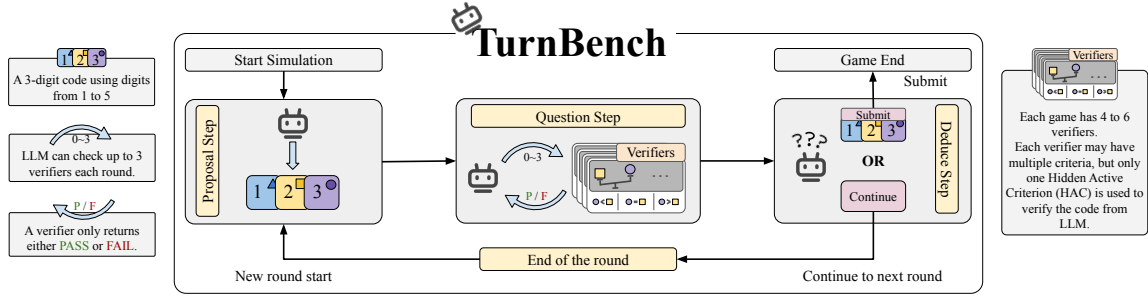 TurnBench
1 2 3
A 3-digit code using digits
from 1 to 5
0~3
LLM can check up to 3
verifiers each round.
P / F
A verifier only returns
either PASS or FAIL.
Start Simulation
Proposal Step
1 2 3
New round start
Question Step
0~3
P / F
Verifiers
...
<
=
>
End of the round
Game End
Submit
???
Submit
1 2 3
OR
Continue
Deduce Step
Continue to next round
Verifiers
...
<
=
>
Each game has 4 to 6
verifiers.
Each verifier may have
multiple criteria, but only
one Hidden Active
Criterion (HAC) is used to
verify the code from
LLM.